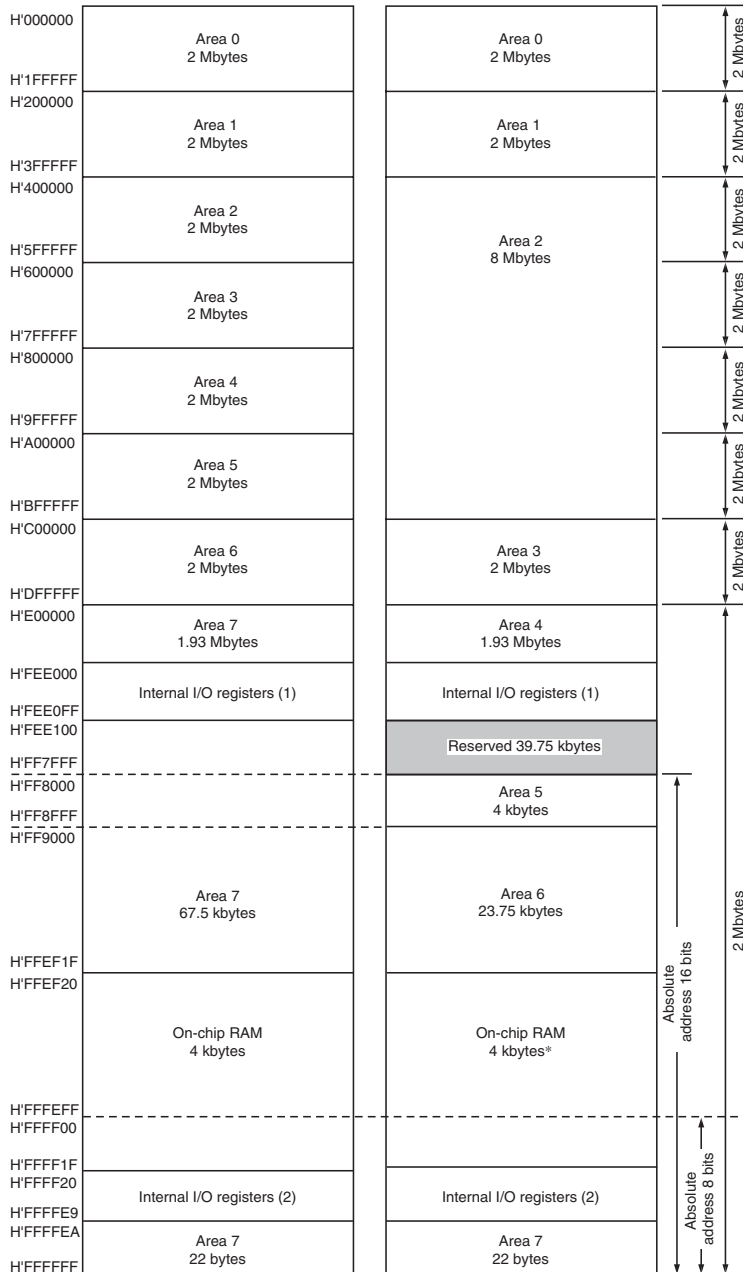 H'000000
H'1FFFFF
H'200000
H'3FFFFF
H'400000
H'5FFFFF
H'600000
H'7FFFFF
H'800000
H'9FFFFF
H'A00000
H'BFFFFF
H'C00000
H'DFFFFF
H'E00000
H'FEE000
H'FEE0FF
H'FEE100
H'FF7FFF
H'FF8000
H'FF8FFF
H'FF9000
H'FFEF1F
H'FFEF20
H'FFFEFF
H'FFFF00
H'FFFF1F
H'FFFF20
H'FFFFE9
H'FFFFEA
H'FFFFFF
Area 0
2 Mbytes
Area 1
2 Mbytes
Area 2
2 Mbytes
Area 3
2 Mbytes
Area 4
2 Mbytes
Area 5
2 Mbytes
Area 6
2 Mbytes
Area 7
1.93 Mbytes
Internal I/O registers (1)
Area 7
67.5 kbytes
On-chip RAM
4 kbytes
Internal I/O registers (2)
Area 7
22 bytes
Area 0
2 Mbytes
Area 1
2 Mbytes
Area 2
8 Mbytes
Area 3
2 Mbytes
Area 4
1.93 Mbytes
Internal I/O registers (1)
Reserved 39.75 kbytes
Area 5
4 kbytes
Area 6
23.75 kbytes
On-chip RAM
4 kbytes*
Internal I/O registers (2)
Area 7
22 bytes
2 Mbytes
2 Mbytes
2 Mbytes
2 Mbytes
2 Mbytes
2 Mbytes
2 Mbytes
2 Mbytes
Absolute
address 16 bits
Absolute
address 8 bits